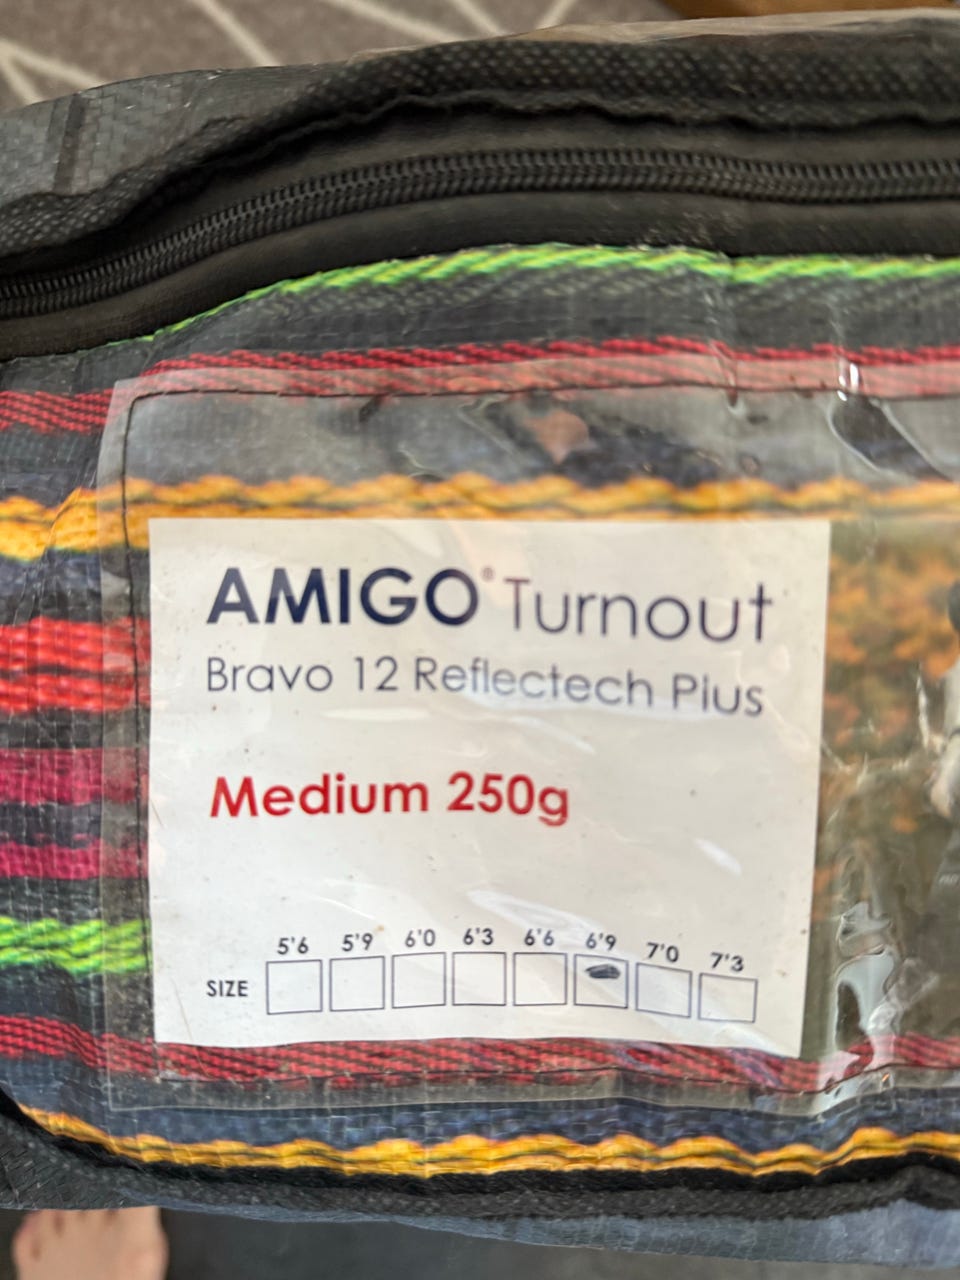 AMIGO® Turnout
Bravo 12 Reflectech Plus
Medium 250g
5'6 5'9 6'0 6'3 6'6 6'9 7'0 7'3
SIZE